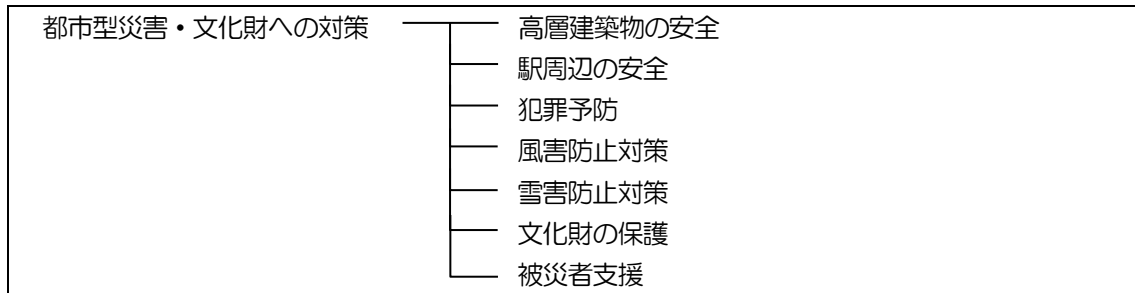 都市型災害・文化財への対策 高層建築物の安全
駅周辺の安全
犯罪予防
風害防止対策
雪害防止対策
文化財の保護
被災者支援